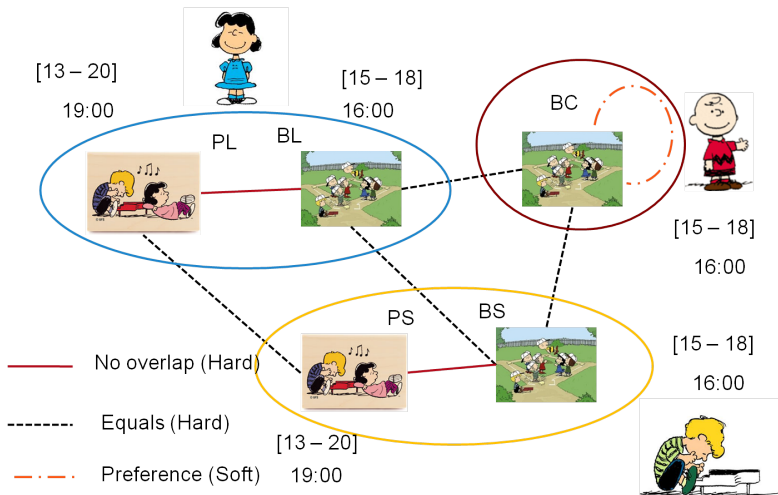 [13 – 20]
19:00
[15 – 18]
16:00
PL
BL
BC
[15 – 18]
16:00
PS
BS
[15 – 18]
16:00
No overlap (Hard)
Equals (Hard)
Preference (Soft)
[13 – 20]
19:00